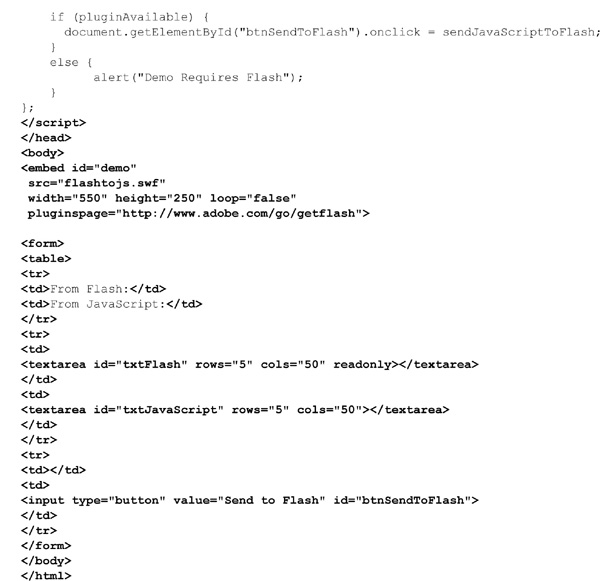 if (pluginAvailable) {
document.getElementById("btnSendToFlash").onclick = sendJavaScriptToFlash;
}
else {
alert("Demo Requires Flash");
}
};
</script>
</head>
<body>
<embed id="demo"
src="flashtojs.swf"
width="550" height="250" loop="false"
pluginspage="http://www.adobe.com/go/getflash">
<form>
<table>
<tr>
<td>From Flash:</td>
<td>From JavaScript:</td>
</tr>
<tr>
<td>
<textarea id="txtFlash" rows="5" cols="50" readonly></textarea>
</td>
<td>
<textarea id="txtJavaScript" rows="5" cols="50"></textarea>
</td>
</tr>
<tr>
<td></td>
<td>
<input type="button" value="Send to Flash" id="btnSendToFlash">
</td>
</tr>
</form>
</body>
</html>